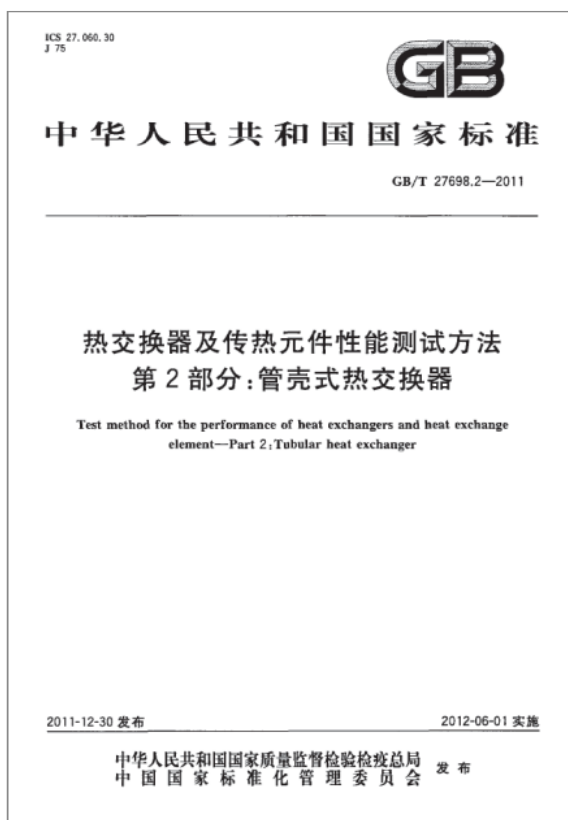 ICS 27.060.30
J 75
GB
中华人民共和国国家标准
GB/T 27698.2—2011
热交换器及传热元件性能测试方法
第2部分:管壳式热交换器
Test method for the performance of heat exchangers and heat exchange
element—Part 2:Tubular heat exchanger
2011-12-30 发布
2012-06-01 实施
中华人民共和国国家质量监督检验检疫总局
中国国家标准化管理委员会
发布